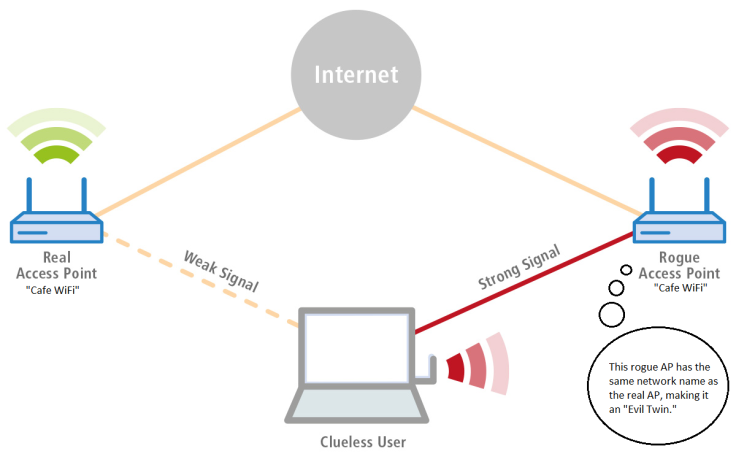 Internet
Real
Access Point
"Cafe WiFi"
Weak Signal
Strong Signal
Rogue
Access Point
"Cafe WiFi"
This rogue AP has the
same network name as
the real AP, making it
an "Evil Twin."
Clueless User